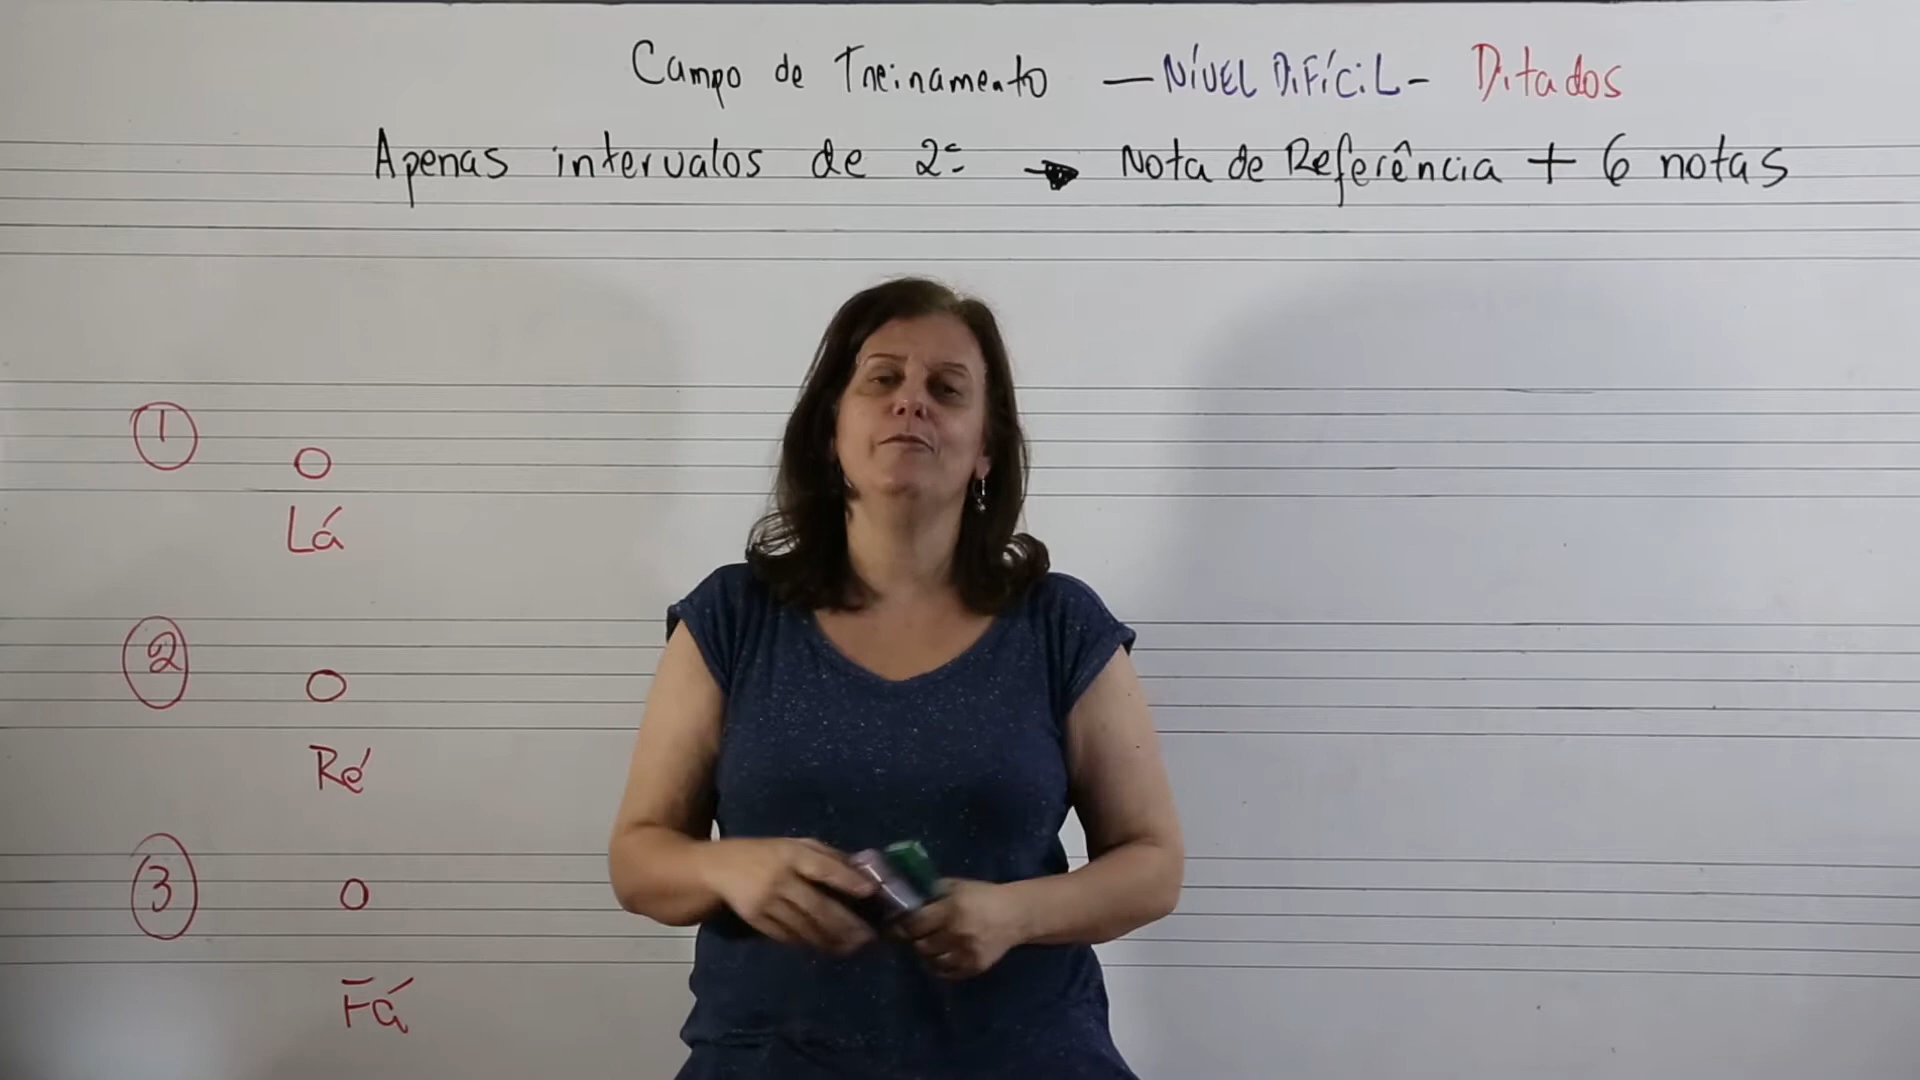 Campo de Treinamento — NÍVEL DIFÍCIL - Ditados
Apenas intervalos de 2ª → Nota de Referência + 6 notas
1
Lá
2
Ré
3
Fá